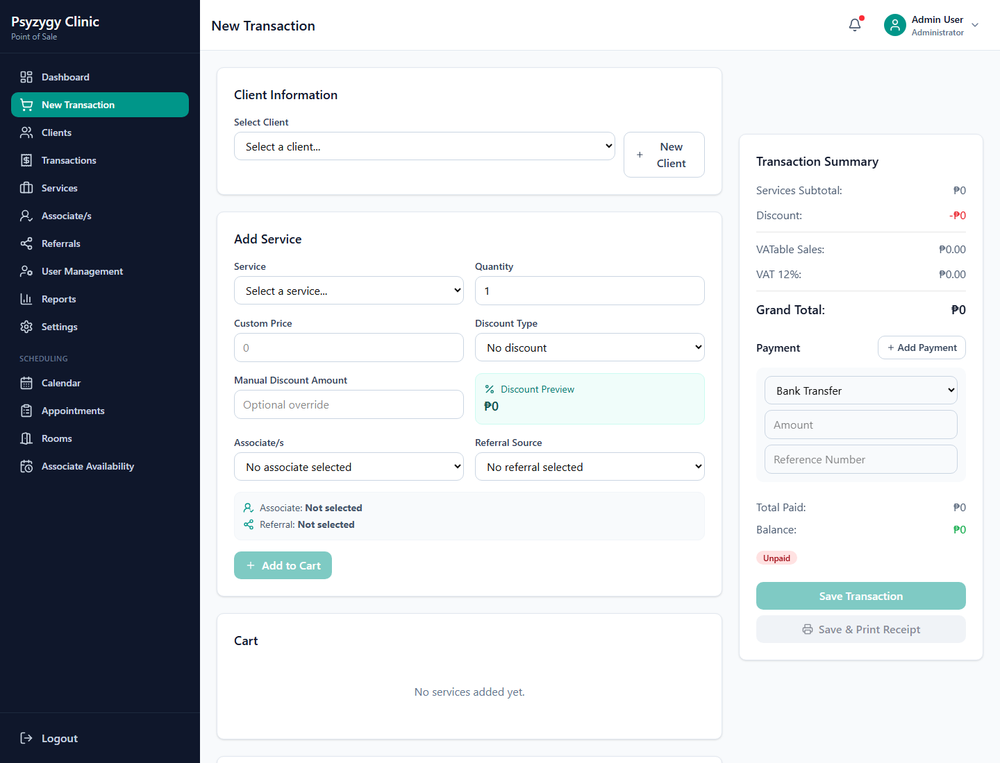 Psyzygy Clinic
Point of Sale
Dashboard
New Transaction
Clients
Transactions
Services
Associate/s
Referrals
User Management
Reports
Settings
SCHEDULING
Calendar
Appointments
Rooms
Associate Availability
Logout
New Transaction
Admin User
Administrator
Client Information
Select Client
Select a client...
+ New Client
Add Service
Service
Quantity
Select a service...
1
Custom Price
Discount Type
0
No discount
Manual Discount Amount
Optional override
% Discount Preview
₱0
Associate/s
Referral Source
No associate selected
No referral selected
Associate: Not selected
Referral: Not selected
+ Add to Cart
Cart
No services added yet.
Transaction Summary
Services Subtotal: ₱0
Discount: -₱0
VATable Sales: ₱0.00
VAT 12%: ₱0.00
Grand Total: ₱0
Payment
+ Add Payment
Bank Transfer
Amount
Reference Number
Total Paid: ₱0
Balance: ₱0
Unpaid
Save Transaction
Save & Print Receipt